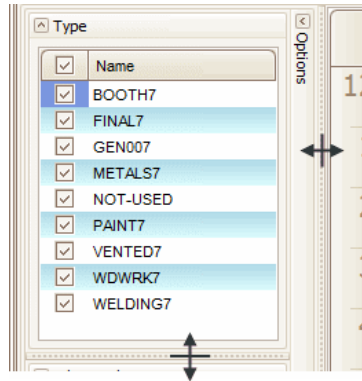 Type
Options
Name
BOOTH7
FINAL7
GEN007
METALS7
NOT-USED
PAINT7
VENTED7
WDWRK7
WELDING7